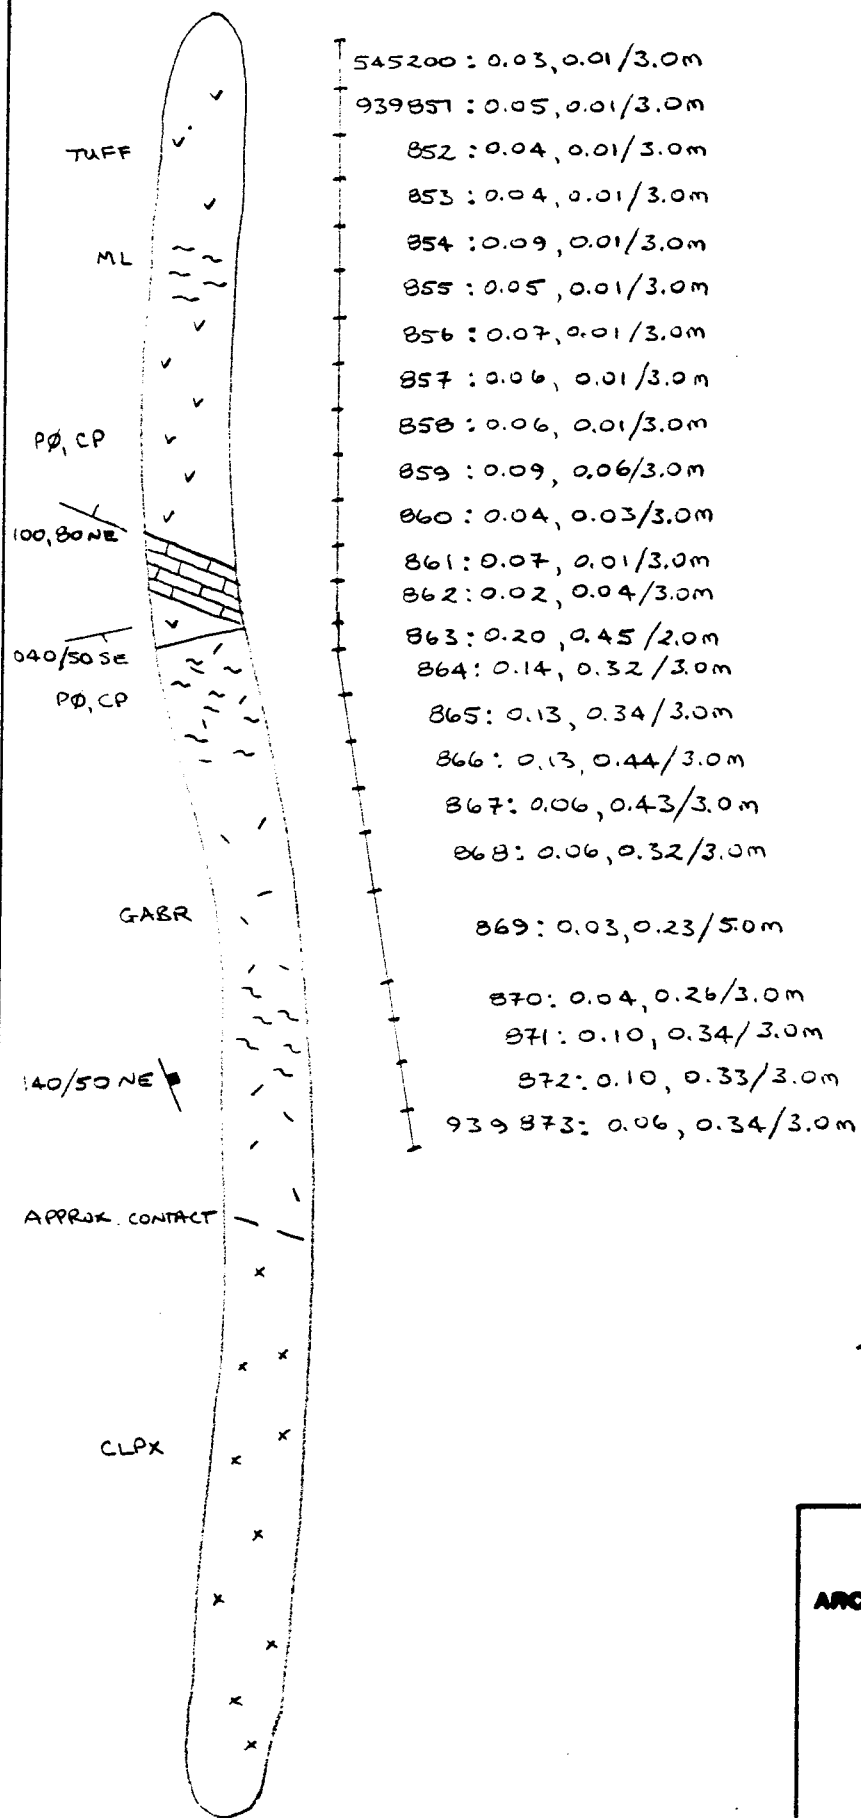 545200 : 0.03, 0.01/3.0m
939851 : 0.05, 0.01/3.0m
TUFF
852 : 0.04, 0.01/3.0m
853 : 0.04, 0.01/3.0m
ML
854 : 0.09, 0.01/3.0m
855 : 0.05, 0.01/3.0m
856 : 0.07, 0.01/3.0m
857 : 0.06, 0.01/3.0m
PØ, CP
858 : 0.06, 0.01/3.0m
859 : 0.09, 0.06/3.0m
860 : 0.04, 0.03/3.0m
100, 80NE
861 : 0.07, 0.01/3.0m
862 : 0.02, 0.04/3.0m
863 : 0.20, 0.45/2.0m
040/50 SE
864 : 0.14, 0.32/3.0m
PØ, CP
865 : 0.13, 0.34/3.0m
866 : 0.13, 0.44/3.0m
867 : 0.06, 0.43/3.0m
868 : 0.06, 0.32/3.0m
GABR
869 : 0.03, 0.23/5.0m
870 : 0.04, 0.26/3.0m
871 : 0.10, 0.34/3.0m
140/50 NE
872 : 0.10, 0.33/3.0m
939873 : 0.06, 0.34/3.0m
APPROX. CONTACT
CLPX
ARC